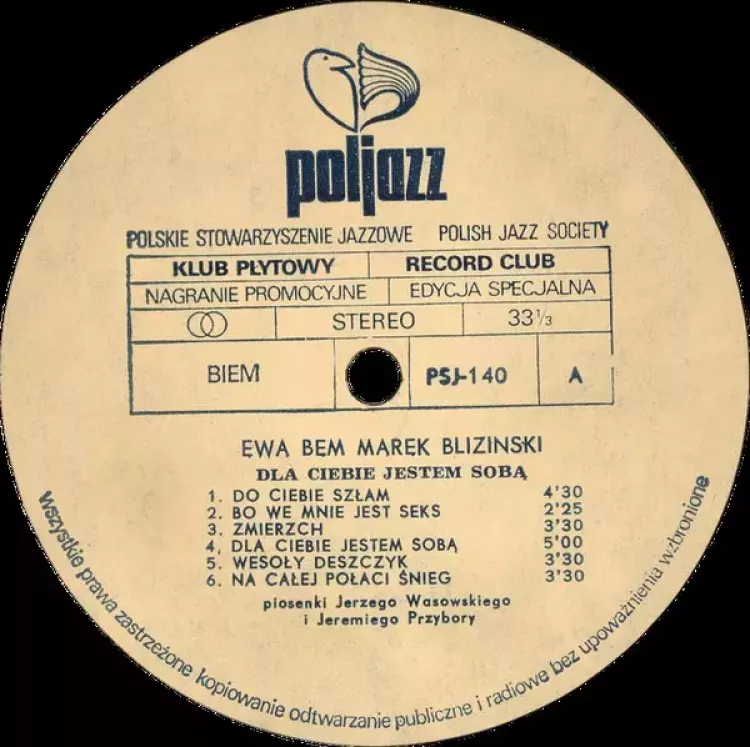 poljazz
POLSKIE STOWARZYSZENIE JAZZOWE POLISH JAZZ SOCIETY
KLUB PŁYTOWY RECORD CLUB
NAGRANIE PROMOCYJNE EDYCJA SPECJALNA
STEREO 33⅓
BIEM PSJ-140 A
EWA BEM MAREK BLIZINSKI
DLA CIEBIE JESTEM SOBĄ
1. DO CIEBIE SZŁAM 4'30
2. BO WE MNIE JEST SEKS 2'25
3. ZMIERZCH 3'30
4, DLA CIEBIE JESTEM SOBĄ 5'00
5. WESOŁY DESZCZYK 3'30
6. NA CAŁEJ POŁACI ŚNIEG 3'30
piosenki Jerzego Wasowskiego
i Jeremiego Przybory
wszystkie prawa zastrzeżone kopiowanie odtwarzanie publiczne i radiowe bez upoważnienia wzbronione